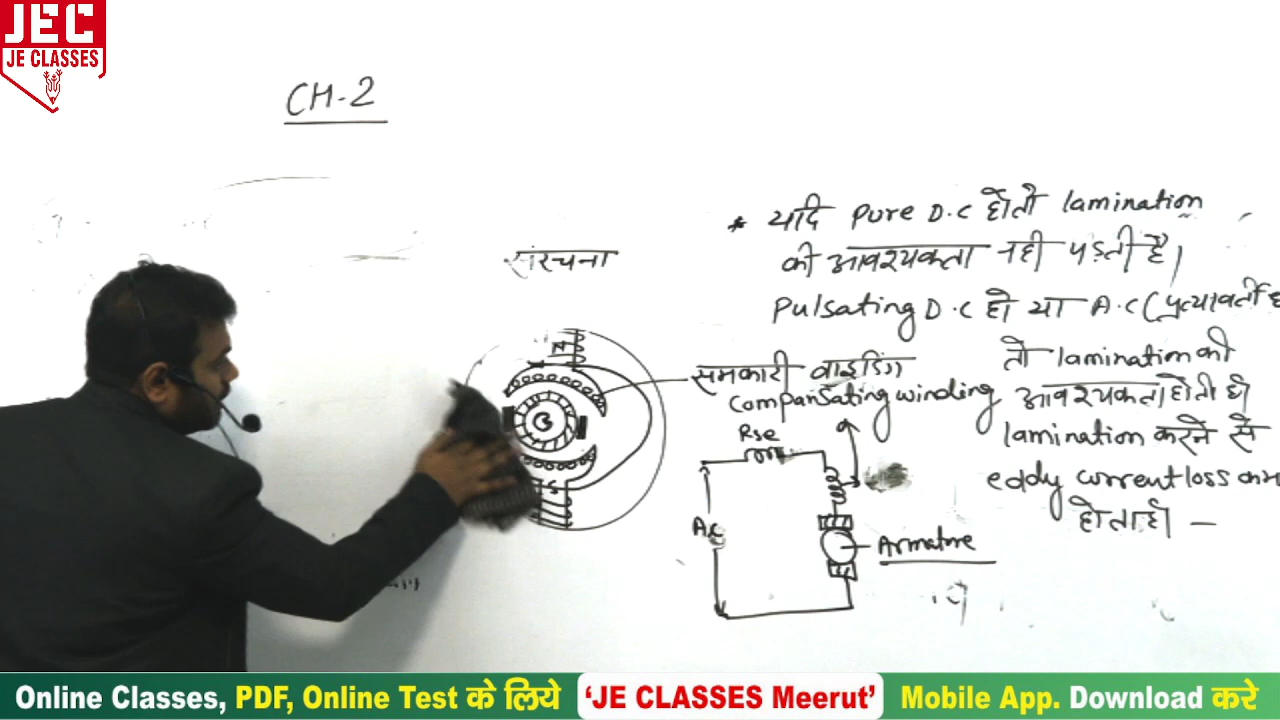 JEC
JE CLASSES
CH-2
संरचना
* यदि Pure D.C हो तो lamination
की आवश्यकता नही पड़ती है।
Pulsating D.C हो या A.C (प्रत्यावर्ती
तो lamination की
आवश्यकता होती है।
lamination करने से
eddy current loss कम
होता है। —
समकारी वाइडिंग
compansating winding
N
G
S
Rse
A.C
Armature
Online Classes, PDF, Online Test के लिये 'JE CLASSES Meerut' Mobile App. Download करे